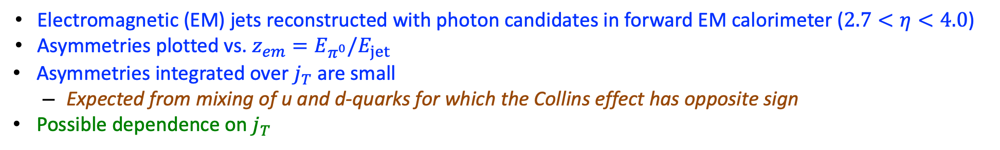 • Electromagnetic (EM) jets reconstructed with photon candidates in forward EM calorimeter (2.7 < η < 4.0)
• Asymmetries plotted vs. z_em = E_π⁰/E_jet
• Asymmetries integrated over j_T are small
– Expected from mixing of u and d-quarks for which the Collins effect has opposite sign
• Possible dependence on j_T